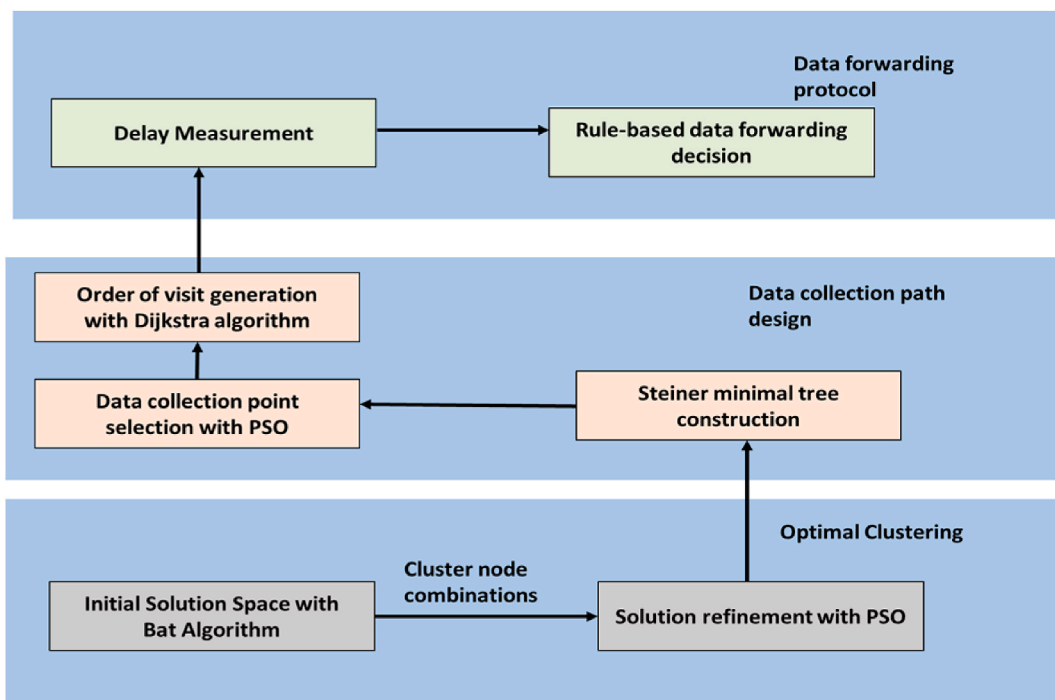 Data forwarding
protocol
Delay Measurement
Rule-based data forwarding
decision
Order of visit generation
with Dijkstra algorithm
Data collection path
design
Data collection point
selection with PSO
Steiner minimal tree
construction
Optimal Clustering
Cluster node
combinations
Initial Solution Space with
Bat Algorithm
Solution refinement with PSO